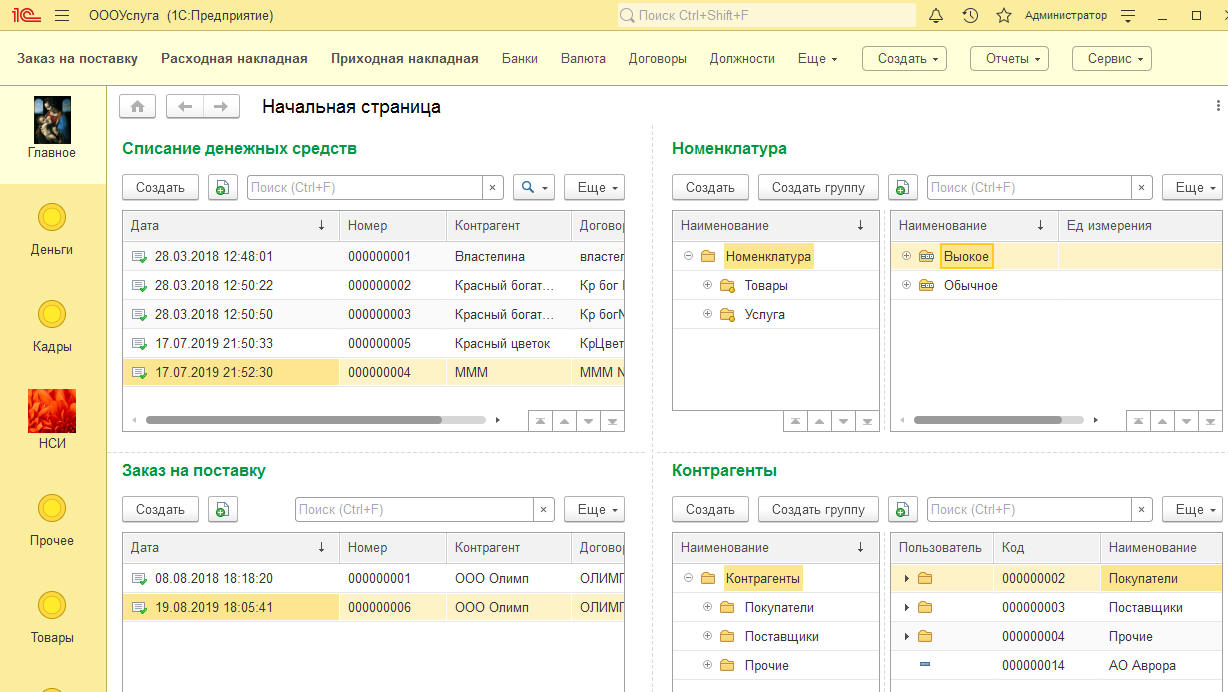 1С ОООУслуга (1С:Предприятие) Поиск Ctrl+Shift+F Администратор
Заказ на поставку Расходная накладная Приходная накладная Банки Валюта Договоры Должности Еще Создать Отчеты Сервис
Главное
Деньги
Кадры
НСИ
Прочее
Товары
Начальная страница
Списание денежных средств
Создать Поиск (Ctrl+F) × Еще
Дата Номер Контрагент Договор
28.03.2018 12:48:01 000000001 Властелина властел
28.03.2018 12:50:22 000000002 Красный богат... Кр бог
28.03.2018 12:50:50 000000003 Красный богат... Кр богN
17.07.2019 21:50:33 000000005 Красный цветок КрЦвет
17.07.2019 21:52:30 000000004 МММ МММ N
Номенклатура
Создать Создать группу Поиск (Ctrl+F) × Еще
Наименование
Номенклатура
Товары
Услуга
Наименование Ед измерения
Выокое
Обычное
Заказ на поставку
Создать Поиск (Ctrl+F) × Еще
Дата Номер Контрагент Договор
08.08.2018 18:18:20 000000001 ООО Олимп ОЛИМП
19.08.2019 18:05:41 000000006 ООО Олимп ОЛИМП
Контрагенты
Создать Создать группу Поиск (Ctrl+F) × Еще
Наименование
Контрагенты
Покупатели
Поставщики
Прочие
Пользователь Код Наименование
000000002 Покупатели
000000003 Поставщики
000000004 Прочие
000000014 АО Аврора